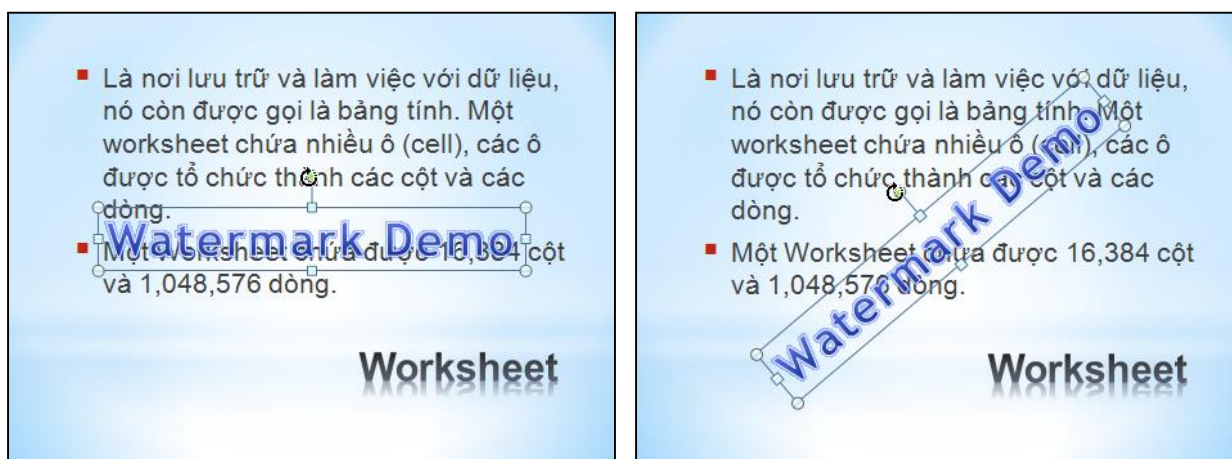 Là nơi lưu trữ và làm việc với dữ liệu,
nó còn được gọi là bảng tính. Một
worksheet chứa nhiều ô (cell), các ô
được tổ chức thành các cột và các
dòng.
Watermark Demo
Một Worksheet chứa được 16,384 cột
và 1,048,576 dòng.
Worksheet
Là nơi lưu trữ và làm việc với dữ liệu,
nó còn được gọi là bảng tính. Một
worksheet chứa nhiều ô (cell), các ô
được tổ chức thành các cột và các
dòng.
Watermark Demo
Một Worksheet chứa được 16,384 cột
và 1,048,576 dòng.
Worksheet